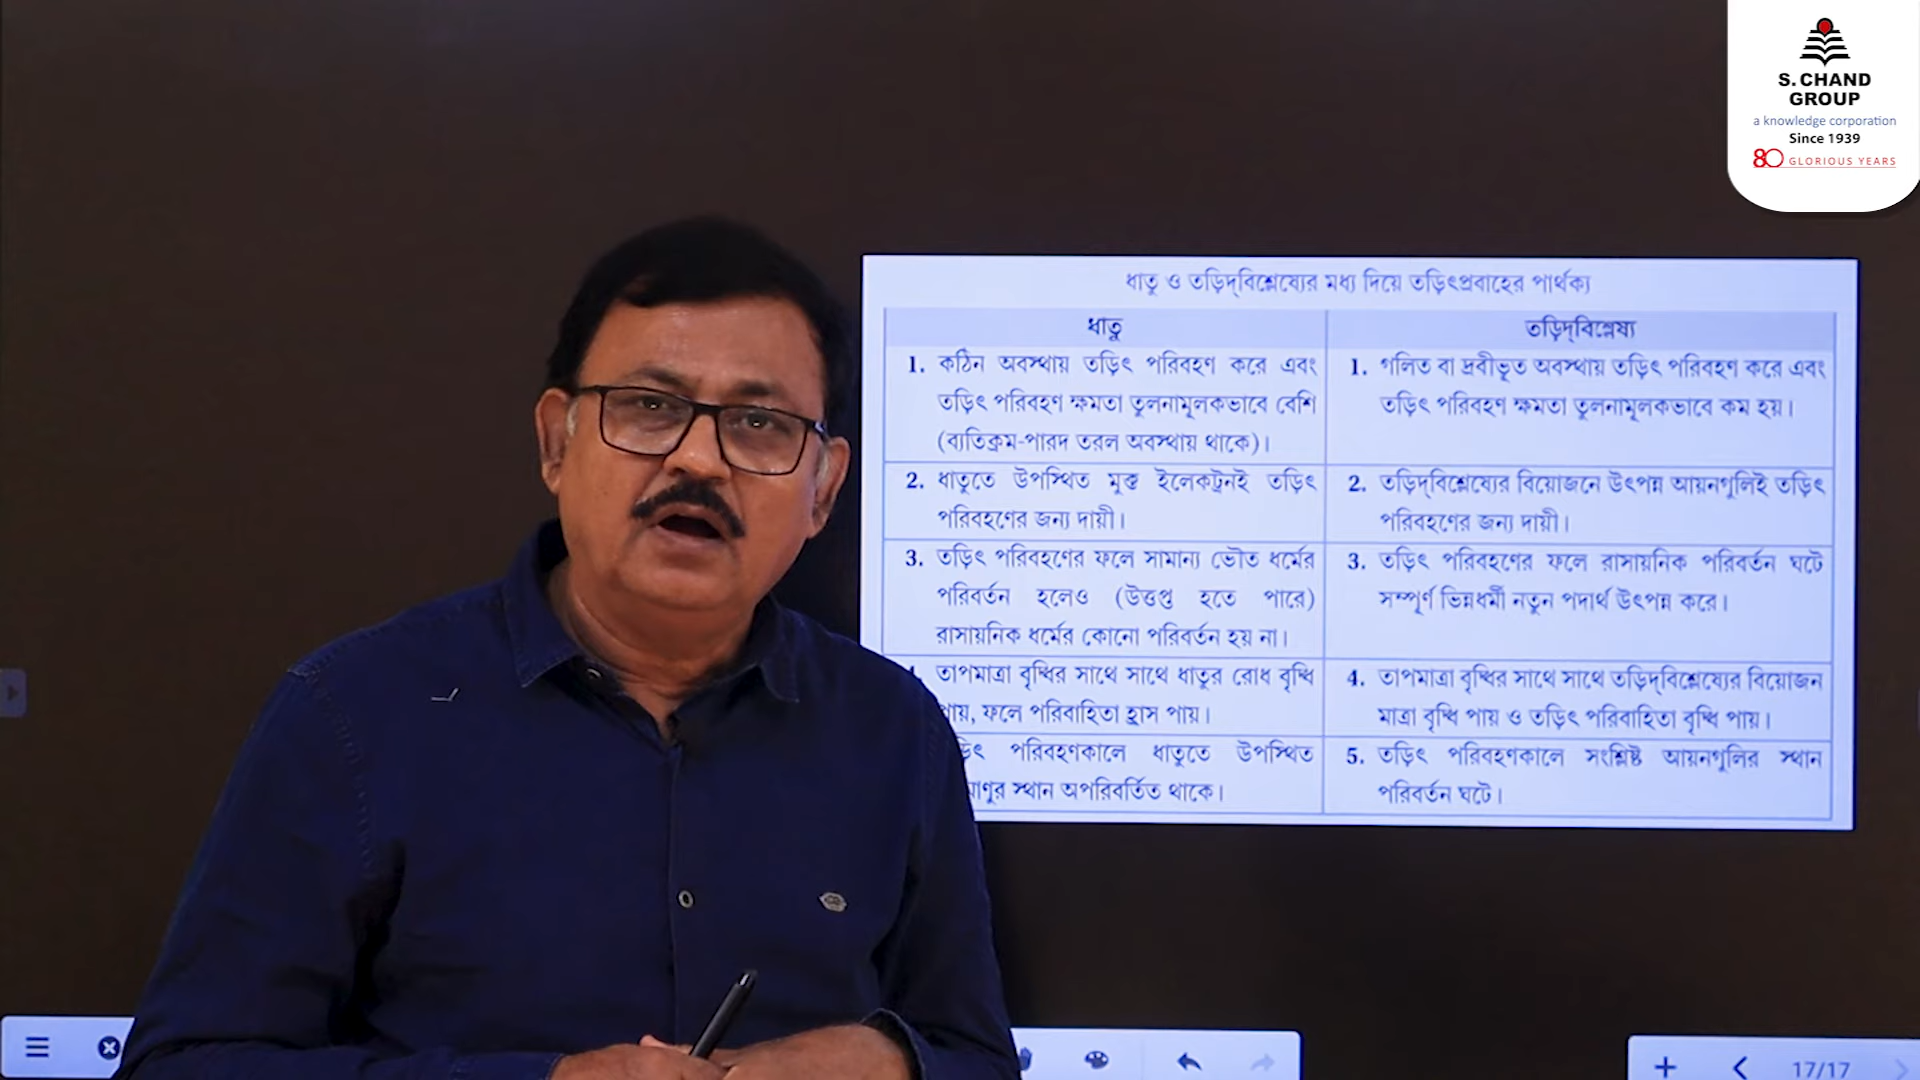 S. CHAND
GROUP
a knowledge corporation
Since 1939
80 GLORIOUS YEARS
ধাতু ও তড়িদ্‌বিশ্লেষ্যের মধ্য দিয়ে তড়িৎপ্রবাহের পার্থক্য
ধাতু
1. কঠিন অবস্থায় তড়িৎ পরিবহণ করে এবং
তড়িৎ পরিবহণ ক্ষমতা তুলনামূলকভাবে বেশি
(ব্যতিক্রম-পারদ তরল অবস্থায় থাকে)।
2. ধাতুতে উপস্থিত মুক্ত ইলেকট্রনই তড়িৎ
পরিবহণের জন্য দায়ী।
3. তড়িৎ পরিবহণের ফলে সামান্য ভৌত ধর্মের
পরিবর্তন হলেও (উত্তপ্ত হতে পারে)
রাসায়নিক ধর্মের কোনো পরিবর্তন হয় না।
তাপমাত্রা বৃদ্ধির সাথে সাথে ধাতুর রোধ বৃদ্ধি
ফলে পরিবাহিতা হ্রাস পায়।
পরিবহণকালে ধাতুতে উপস্থিত
স্থান অপরিবর্তিত থাকে।
তড়িদ্‌বিশ্লেষ্য
1. গলিত বা দ্রবীভূত অবস্থায় তড়িৎ পরিবহণ করে এবং
তড়িৎ পরিবহণ ক্ষমতা তুলনামূলকভাবে কম হয়।
2. তড়িদ্‌বিশ্লেষ্যের বিয়োজনে উৎপন্ন আয়নগুলিই তড়িৎ
পরিবহণের জন্য দায়ী।
3. তড়িৎ পরিবহণের ফলে রাসায়নিক পরিবর্তন ঘটে
সম্পূর্ণ ভিন্নধর্মী নতুন পদার্থ উৎপন্ন করে।
4. তাপমাত্রা বৃদ্ধির সাথে সাথে তড়িদ্‌বিশ্লেষ্যের বিয়োজন
মাত্রা বৃদ্ধি পায় ও তড়িৎ পরিবাহিতা বৃদ্ধি পায়।
5. তড়িৎ পরিবহণকালে সংশ্লিষ্ট আয়নগুলির স্থান
পরিবর্তন ঘটে।
17/17